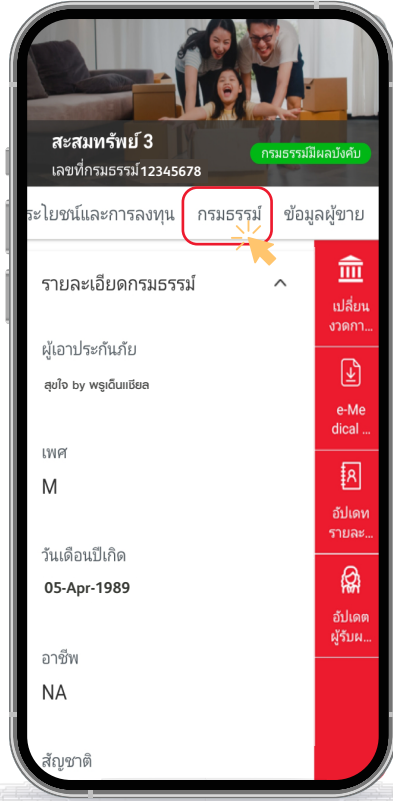 สะสมทรัพย์ 3
กรมธรรม์มีผลบังคับ
เลขที่กรมธรรม์12345678
ระโยชน์และการลงทุน กรมธรรม์ ข้อมูลผู้ขาย
รายละเอียดกรมธรรม์
ผู้เอาประกันภัย
สุขใจ by พรูเด็นเชียล
เพศ
M
วันเดือนปีเกิด
05-Apr-1989
อาชีพ
NA
สัญชาติ
เปลี่ยน
งวดกา...
e-Me
dical ...
อัปเดท
รายละ...
อัปเดต
ผู้รับผ...